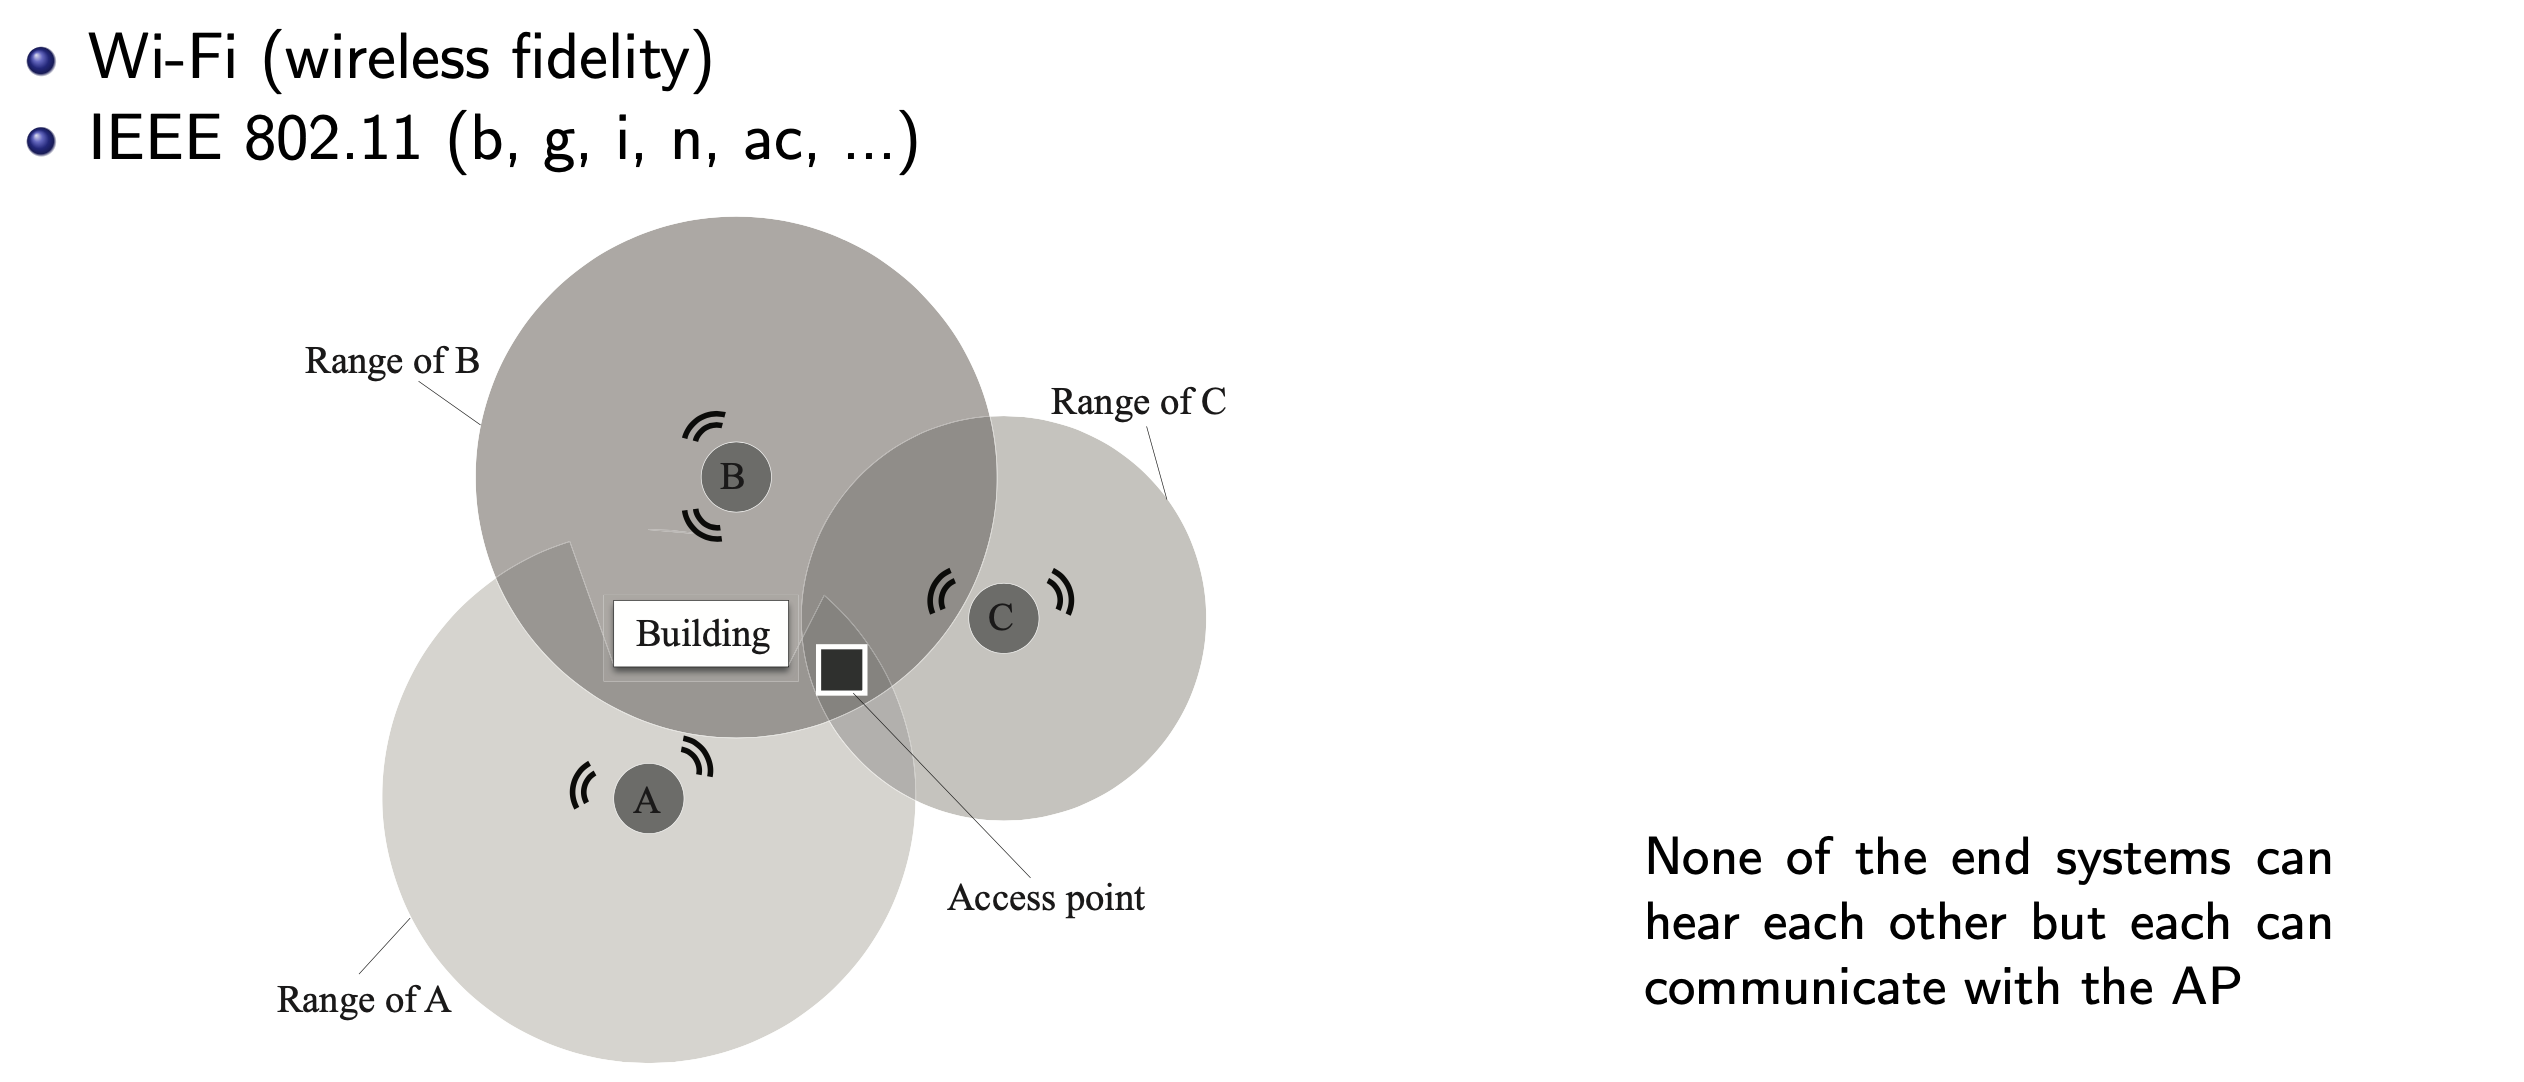 Wi-Fi (wireless fidelity)
IEEE 802.11 (b, g, i, n, ac, ...)
Range of B
Range of C
B
C
Building
A
Access point
Range of A
None of the end systems can
hear each other but each can
communicate with the AP